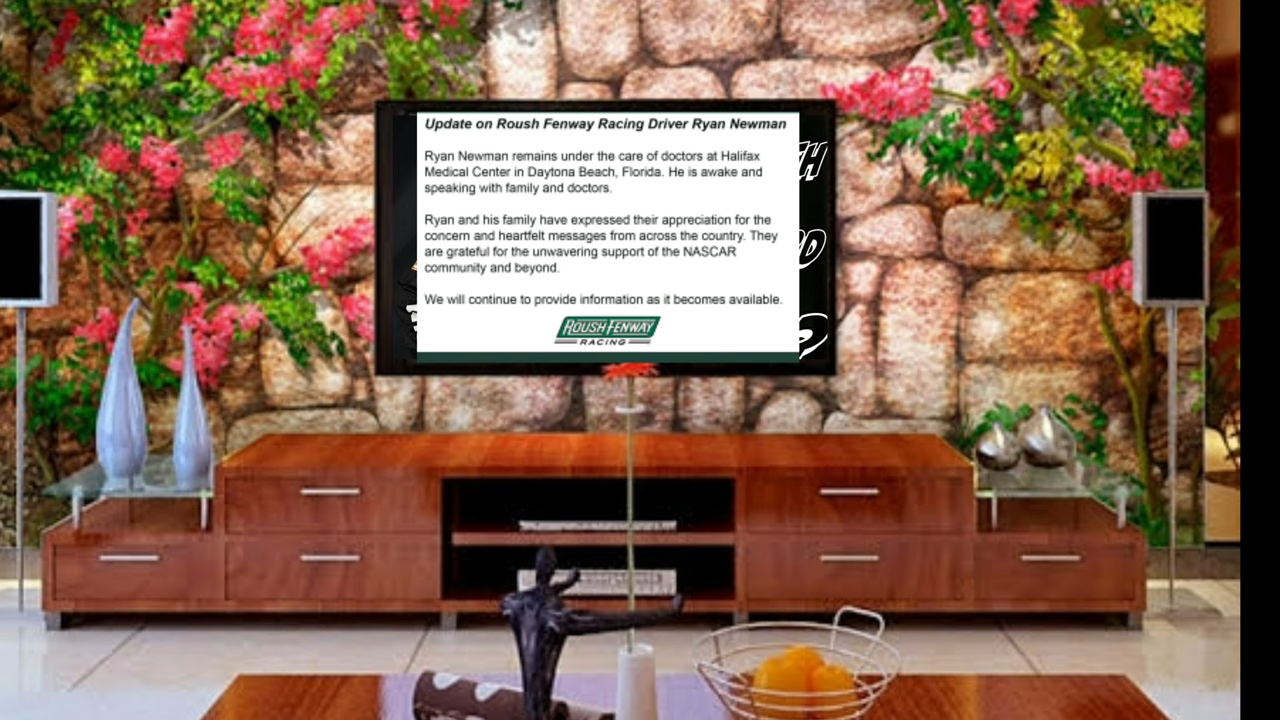 Update on Roush Fenway Racing Driver Ryan Newman
Ryan Newman remains under the care of doctors at Halifax
Medical Center in Daytona Beach, Florida. He is awake and
speaking with family and doctors.
Ryan and his family have expressed their appreciation for the
concern and heartfelt messages from across the country. They
are grateful for the unwavering support of the NASCAR
community and beyond.
We will continue to provide information as it becomes available.
ROUSH FENWAY
RACING